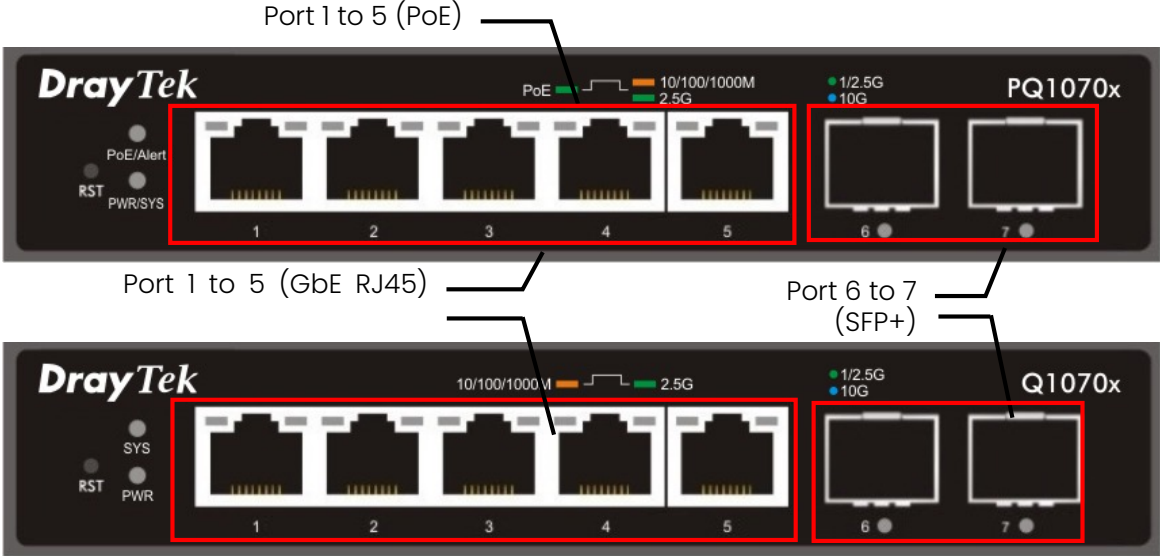 Port 1 to 5 (PoE)
DrayTek
PoE
10/100/1000M
2.5G
1/2.5G
10G
PQ1070x
PoE/Alert
RST
PWR/SYS
1 2 3 4 5 6 7
Port 1 to 5 (GbE RJ45)
Port 6 to 7
(SFP+)
DrayTek
10/100/1000M
2.5G
1/2.5G
10G
Q1070x
SYS
RST
PWR
1 2 3 4 5 6 7